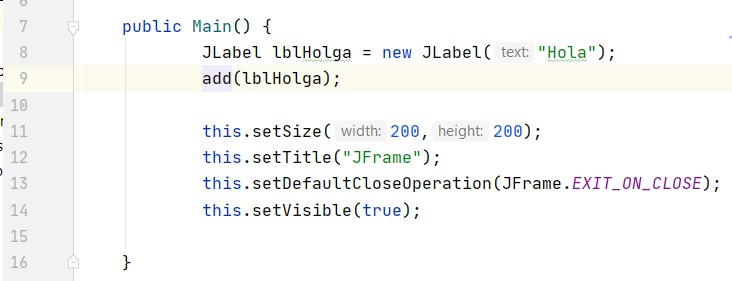 7 public Main() {
8 JLabel lblHolga = new JLabel( text: "Hola");
9 add(lblHolga);
10
11 this.setSize( width: 200, height: 200);
12 this.setTitle("JFrame");
13 this.setDefaultCloseOperation(JFrame.EXIT_ON_CLOSE);
14 this.setVisible(true);
15
16 }